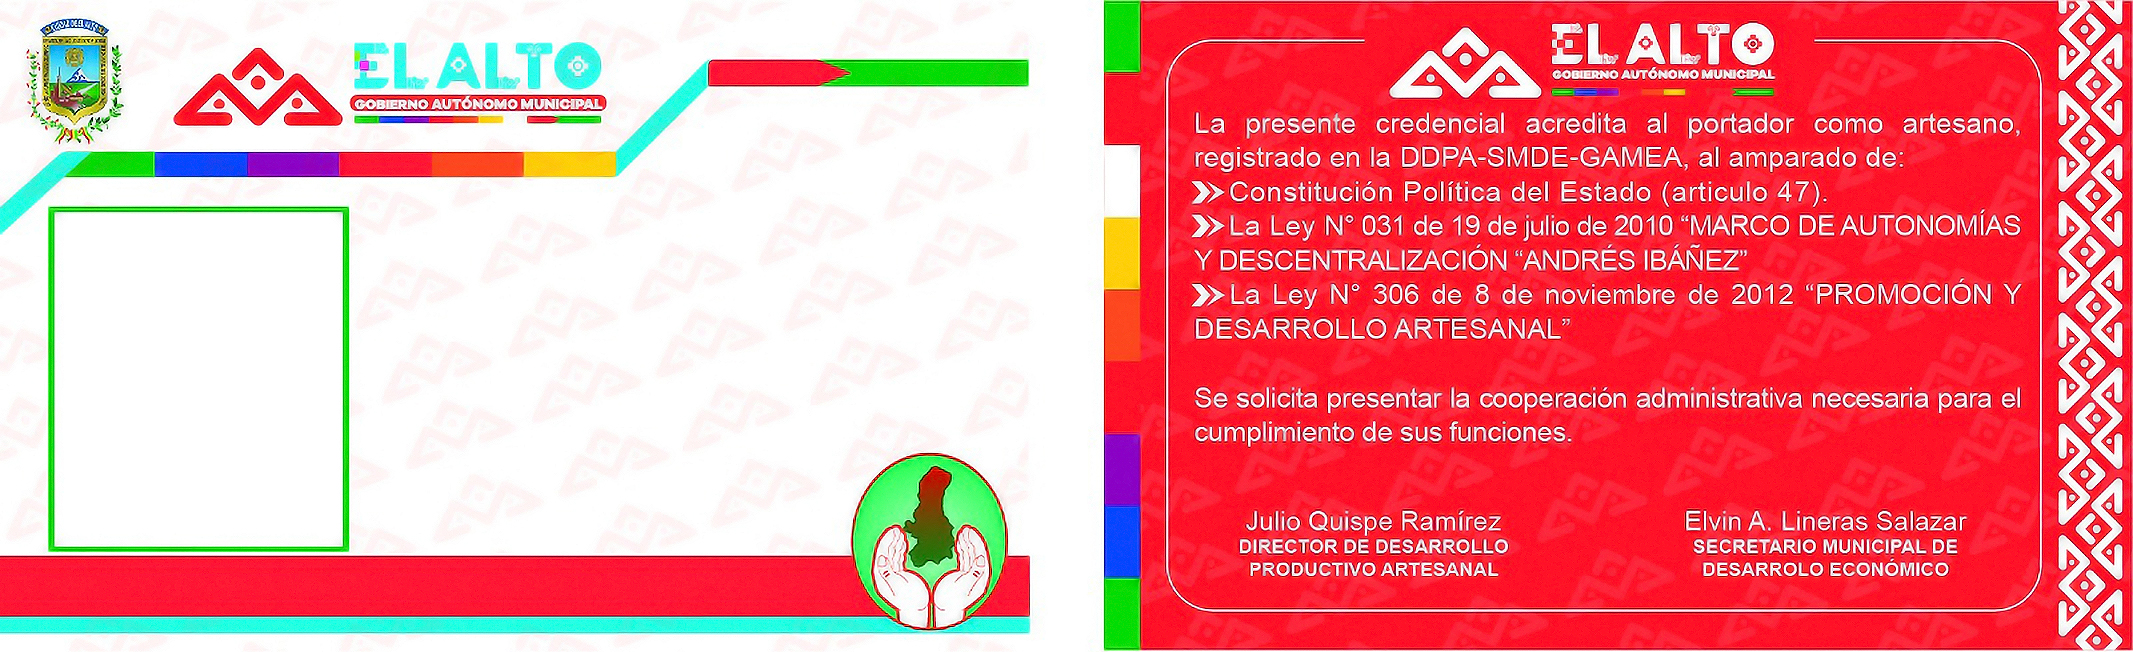 EL ALTO
GOBIERNO AUTÓNOMO MUNICIPAL
EL ALTO
GOBIERNO AUTÓNOMO MUNICIPAL
La presente credencial acredita al portador como artesano,
registrado en la DDPA-SMDE-GAMEA, al amparado de:
Constitución Política del Estado (articulo 47).
La Ley N° 031 de 19 de julio de 2010 “MARCO DE AUTONOMÍAS
Y DESCENTRALIZACIÓN “ANDRÉS IBÁÑEZ”
La Ley N° 306 de 8 de noviembre de 2012 “PROMOCIÓN Y
DESARROLLO ARTESANAL”
Se solicita presentar la cooperación administrativa necesaria para el
cumplimiento de sus funciones.
Julio Quispe Ramírez
DIRECTOR DE DESARROLLO
PRODUCTIVO ARTESANAL
Elvin A. Lineras Salazar
SECRETARIO MUNICIPAL DE
DESARROLO ECONÓMICO